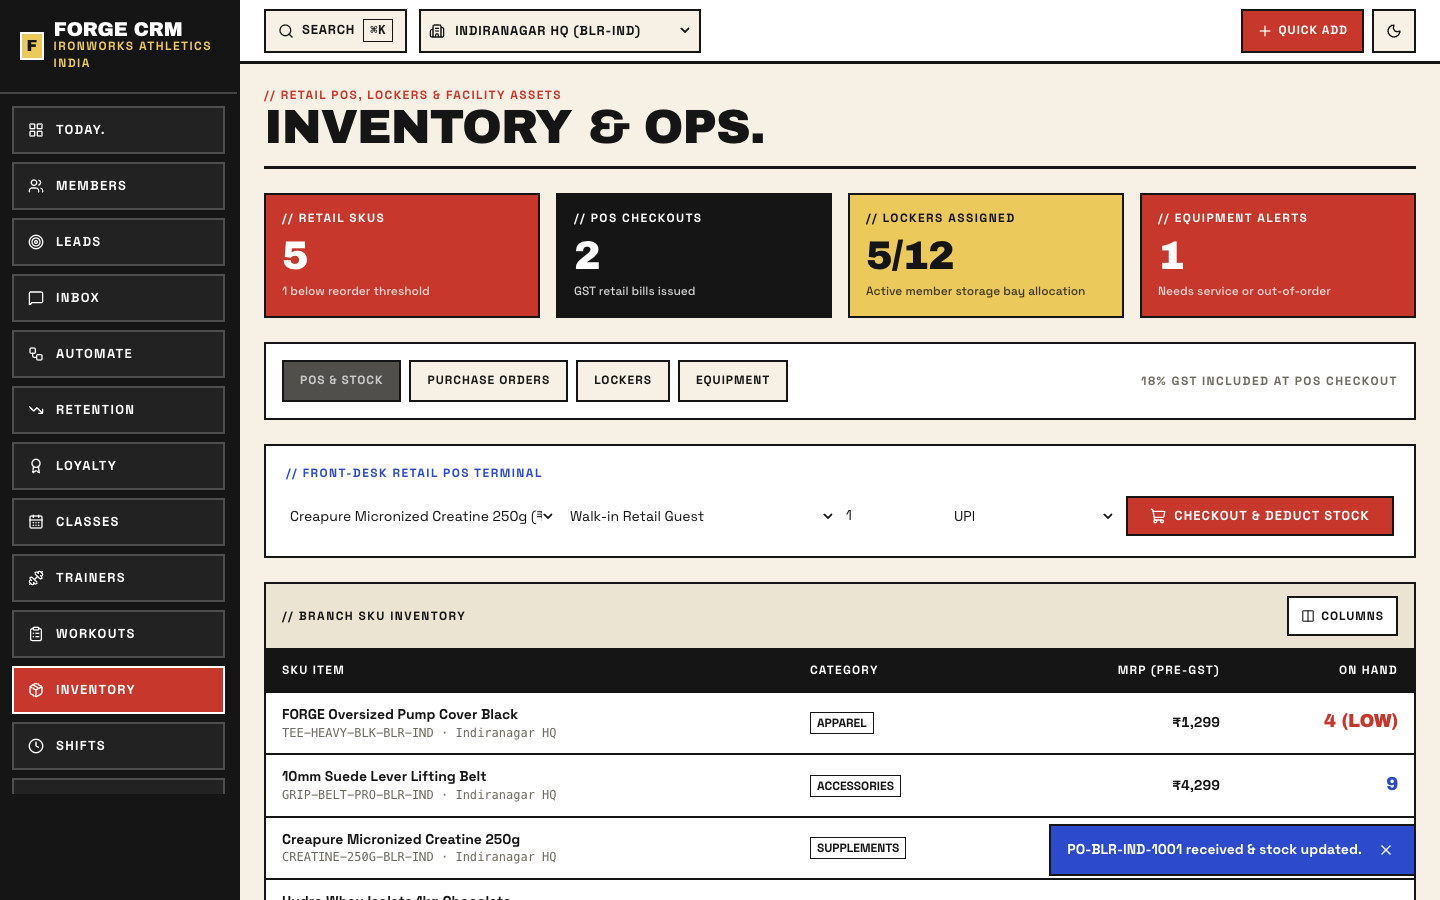 F
FORGE CRM
IRONWORKS ATHLETICS
INDIA
SEARCH ⌘K
INDIRANAGAR HQ (BLR-IND)
QUICK ADD
TODAY.
MEMBERS
LEADS
INBOX
AUTOMATE
RETENTION
LOYALTY
CLASSES
TRAINERS
WORKOUTS
INVENTORY
SHIFTS
// RETAIL POS, LOCKERS & FACILITY ASSETS
INVENTORY & OPS.
// RETAIL SKUS
5
1 below reorder threshold
// POS CHECKOUTS
2
GST retail bills issued
// LOCKERS ASSIGNED
5/12
Active member storage bay allocation
// EQUIPMENT ALERTS
1
Needs service or out-of-order
POS & STOCK
PURCHASE ORDERS
LOCKERS
EQUIPMENT
18% GST INCLUDED AT POS CHECKOUT
// FRONT-DESK RETAIL POS TERMINAL
Creapure Micronized Creatine 250g (₹
Walk-in Retail Guest
1
UPI
CHECKOUT & DEDUCT STOCK
// BRANCH SKU INVENTORY
COLUMNS
SKU ITEM CATEGORY MRP (PRE-GST) ON HAND
FORGE Oversized Pump Cover Black
TEE-HEAVY-BLK-BLR-IND · Indiranagar HQ
APPAREL
₹1,299
4 (LOW)
10mm Suede Lever Lifting Belt
GRIP-BELT-PRO-BLR-IND · Indiranagar HQ
ACCESSORIES
₹4,299
9
Creapure Micronized Creatine 250g
CREATINE-250G-BLR-IND · Indiranagar HQ
SUPPLEMENTS
PO-BLR-IND-1001 received & stock updated.
Hydro Whey Isolate 1kg Chocolate